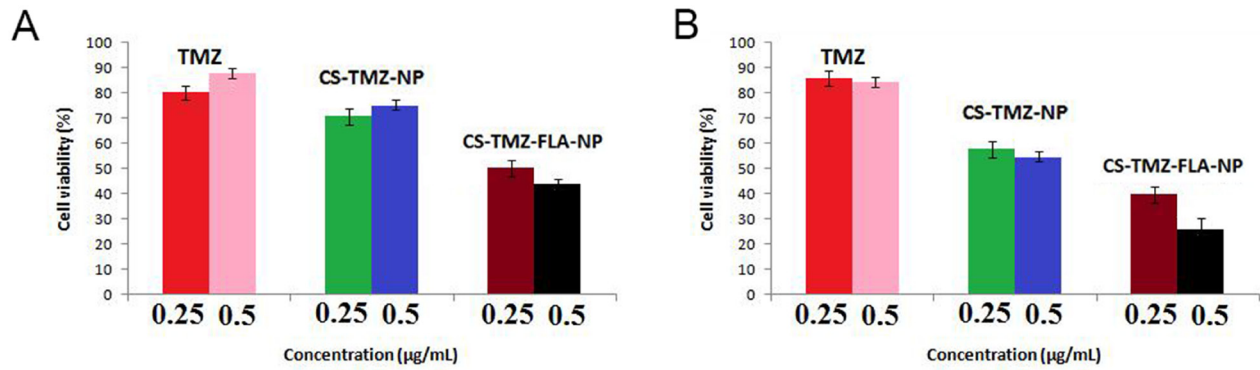 A
Cell viability (%)
100
90
80
70
60
50
40
30
20
10
0
TMZ
CS-TMZ-NP
CS-TMZ-FLA-NP
0.25 0.5 0.25 0.5 0.25 0.5
Concentration (µg/mL)
B
Cell viability (%)
100
90
80
70
60
50
40
30
20
10
0
TMZ
CS-TMZ-NP
CS-TMZ-FLA-NP
0.25 0.5 0.25 0.5 0.25 0.5
Concentration (µg/mL)